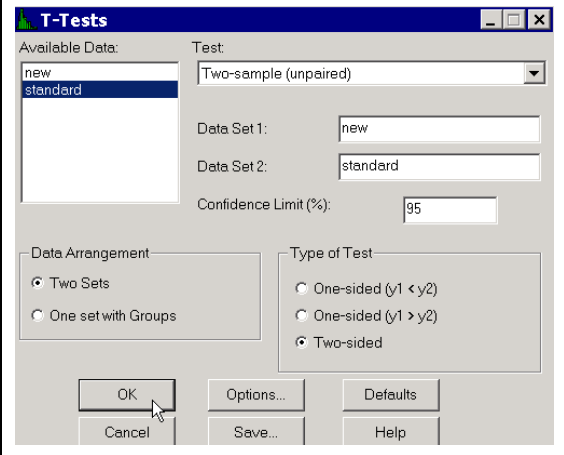 T-Tests
Available Data:
new
standard
Test:
Two-sample (unpaired)
Data Set 1:
new
Data Set 2:
standard
Confidence Limit (%):
95
Data Arrangement
Two Sets
One set with Groups
Type of Test
One-sided (y1 < y2)
One-sided (y1 > y2)
Two-sided
OK
Options...
Defaults
Cancel
Save...
Help